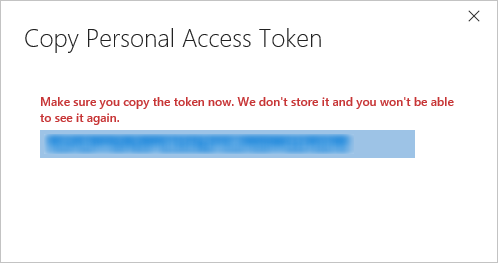 Copy Personal Access Token
Make sure you copy the token now. We don't store it and you won't be able
to see it again.